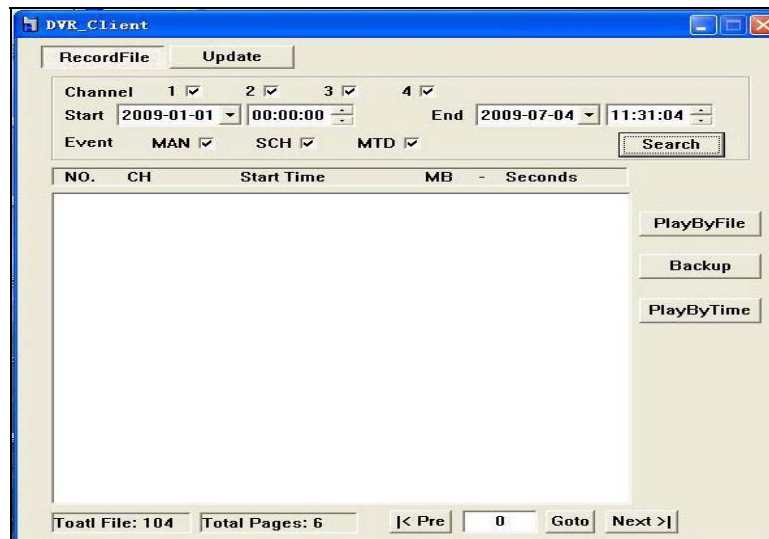 DVR_Client
RecordFile Update
Channel 1 2 3 4
Start 2009-01-01 00:00:00 End 2009-07-04 11:31:04
Event MAN SCH MTD Search
NO. CH Start Time MB - Seconds
PlayByFile
Backup
PlayByTime
Toatl File: 104 Total Pages: 6 |< Pre 0 Goto Next >|